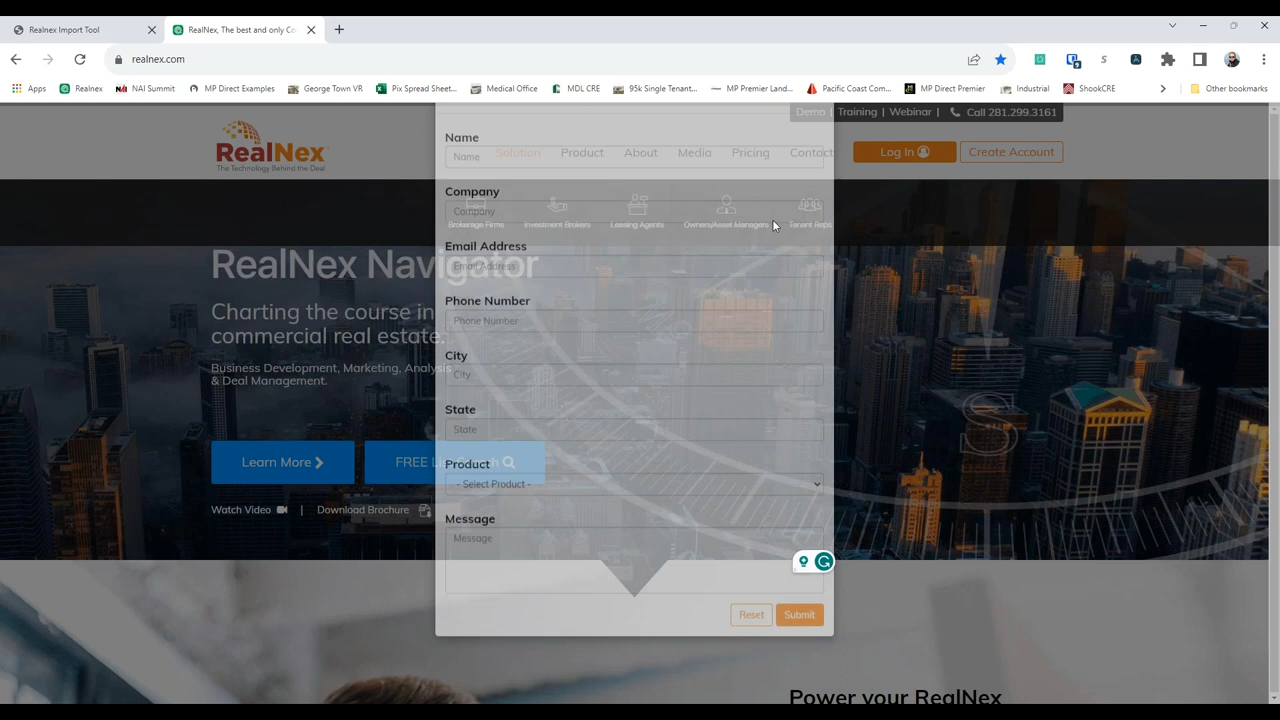 Realnex Import Tool
RealNex, The best and only Co
realnex.com
Apps
Realnex
NAI Summit
MP Direct Examples
George Town VR
Pix Spread Sheet...
Medical Office
MDL CRE
95k Single Tenant...
MP Premier Land...
Pacific Coast Com...
MP Direct Premier
Industrial
ShookCRE
Other bookmarks
Demo | Training | Webinar | Call 281.299.3161
RealNex
The Technology Behind the Deal
Solution
Product
About
Media
Pricing
Contact
Log In
Create Account
Brokerage Firms
Investment Brokers
Leasing Agents
Owners/Asset Managers
Tenant Reps
RealNex Navigator
Charting the course in
commercial real estate.
Business Development, Marketing, Analysis
& Deal Management.
Learn More
FREE
Watch Video | Download Brochure
Name
Name
Company
Company
Email Address
Email Address
Phone Number
Phone Number
City
City
State
State
Product
- Select Product -
Message
Message
Reset
Submit
Power your RealNex